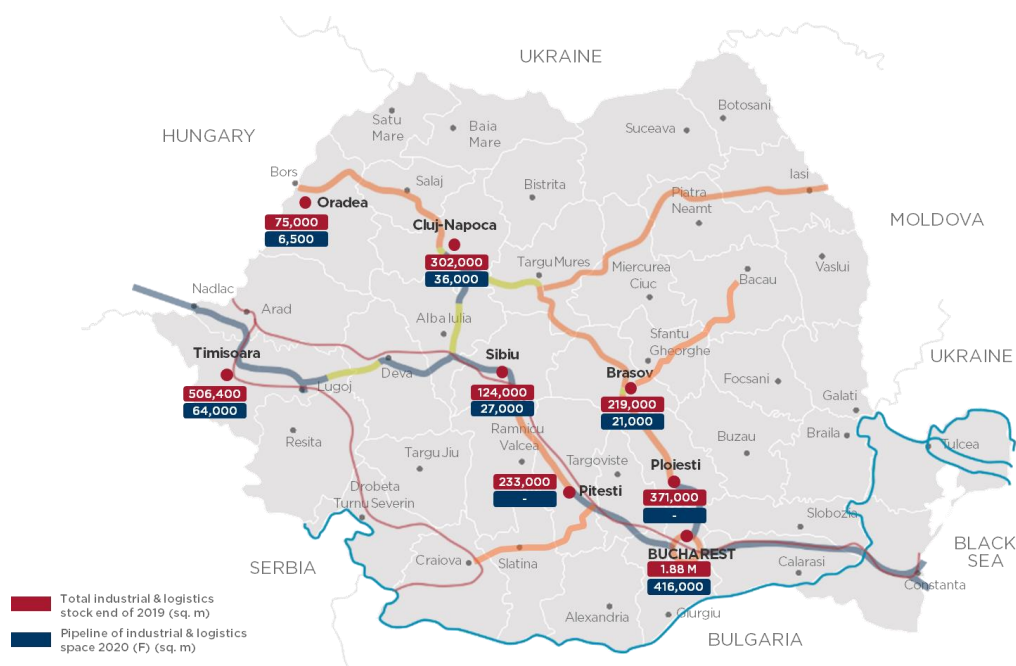 UKRAINE
Botosani
Satu
Mare
Baia
Mare
Suceava
HUNGARY
Bors
Salaj
Bistrita
Iasi
Piatra
Neamt
Oradea
75,000
6,500
Cluj-Napoca
302,000
36,000
MOLDOVA
Targu Mures
Miercurea
Ciuc
Bacau
Vaslui
Nadlac
Arad
Alba Iulia
Sfantu
Gheorghe
Timisoara
506,400
64,000
Lugoj
Deva
Sibiu
124,000
27,000
Brasov
219,000
21,000
Focsani
UKRAINE
Galati
Braila
Tulcea
Resita
Targu Jiu
Ramnicu
Valcea
Targoviste
Buzau
Ploiesti
371,000
-
233,000
-
Pitesti
Drobeta
Turnu Severin
Slobozia
BUCHAREST
1.88 M
416,000
Calarasi
BLACK
SEA
Constanta
SERBIA
Craiova
Slatina
Alexandria
Giurgiu
BULGARIA
Total industrial & logistics
stock end of 2019 (sq. m)
Pipeline of industrial & logistics
space 2020 (F) (sq. m)